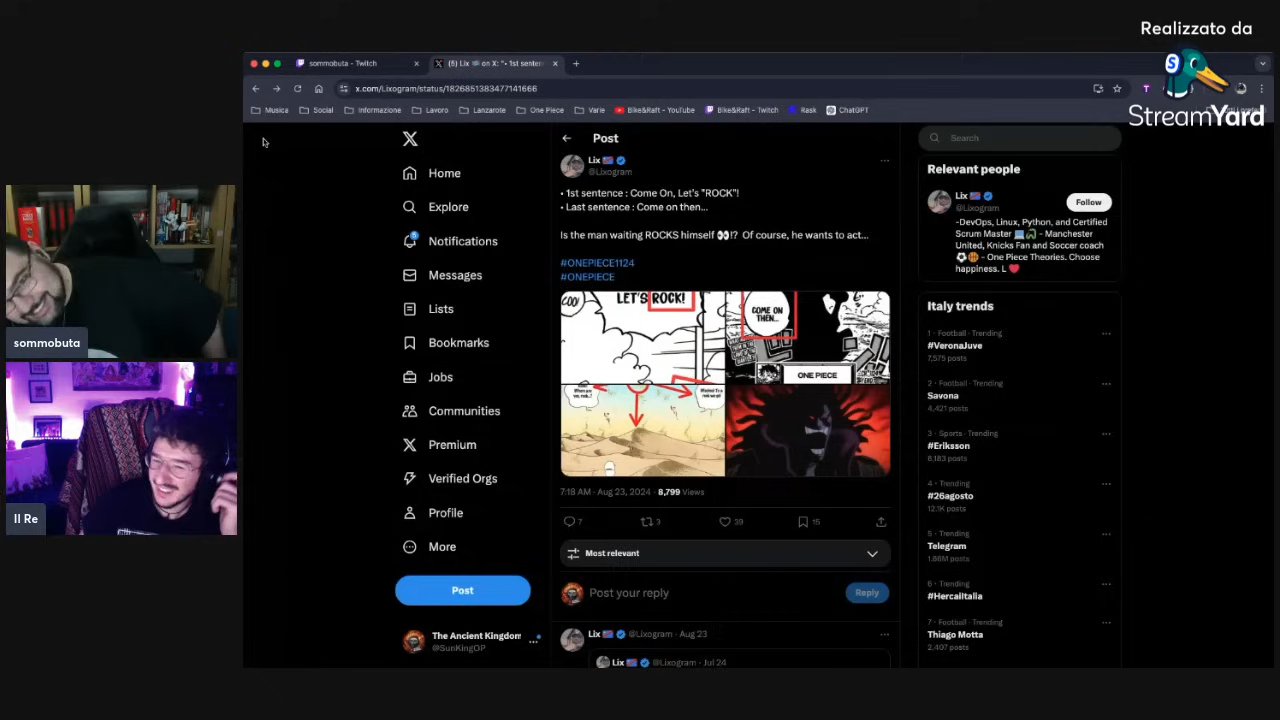 Realizzato da
StreamYard
sommobuta - Twitch
(5) Lix on X: "• 1st senten
x.com/Lixogram/status/1826851383477141666
Musica
Social
Informazione
Lavoro
Lanzarote
One Piece
Varie
Bike&Raft - YouTube
Bike&Raft - Twitch
Rask
ChatGPT
Home
Explore
Notifications
Messages
Lists
Bookmarks
Jobs
Communities
Premium
Verified Orgs
Profile
More
Post
The Ancient Kingdom
@SunKingOP
Post
Lix
@Lixogram
• 1st sentence : Come On, Let's "ROCK"!
• Last sentence : Come on then...
Is the man waiting ROCKS himself 👀!? Of course, he wants to act...
#ONEPIECE1124
#ONEPIECE
COO!
LET'S ROCK!
COME ON
THEN...
ONE PIECE
7:18 AM · Aug 23, 2024 · 8,799 Views
7
3
39
15
Most relevant
Post your reply
Reply
Lix @Lixogram · Aug 23
Lix @Lixogram · Jul 24
Search
Relevant people
Lix
@Lixogram
Follow
-DevOps, Linux, Python, and Certified
Scrum Master - Manchester
United, Knicks Fan and Soccer coach
- One Piece Theories. Choose
happiness. L
Italy trends
1 · Football · Trending
#VeronaJuve
7,575 posts
2 · Football · Trending
Savona
4,421 posts
3 · Sports · Trending
#Eriksson
8,183 posts
4 · Trending
#26agosto
12.1K posts
5 · Trending
Telegram
1.86M posts
6 · Trending
#HercaiItalia
7 · Football · Trending
Thiago Motta
2,407 posts
sommobuta
Il Re